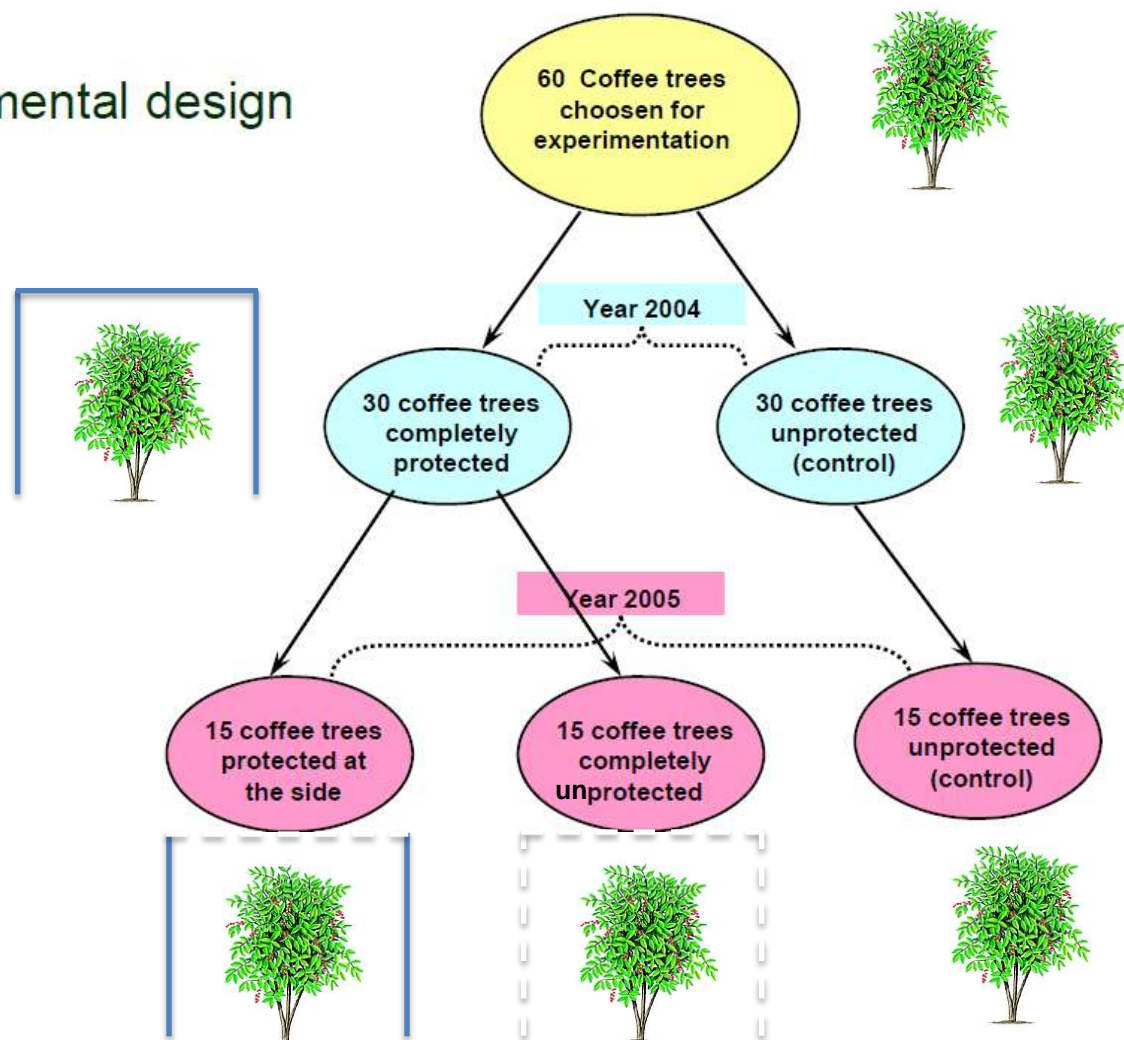 mental design
60 Coffee trees
choosen for
experimentation
Year 2004
30 coffee trees
completely
protected
30 coffee trees
unprotected
(control)
Year 2005
15 coffee trees
protected at
the side
15 coffee trees
completely
unprotected
15 coffee trees
unprotected
(control)